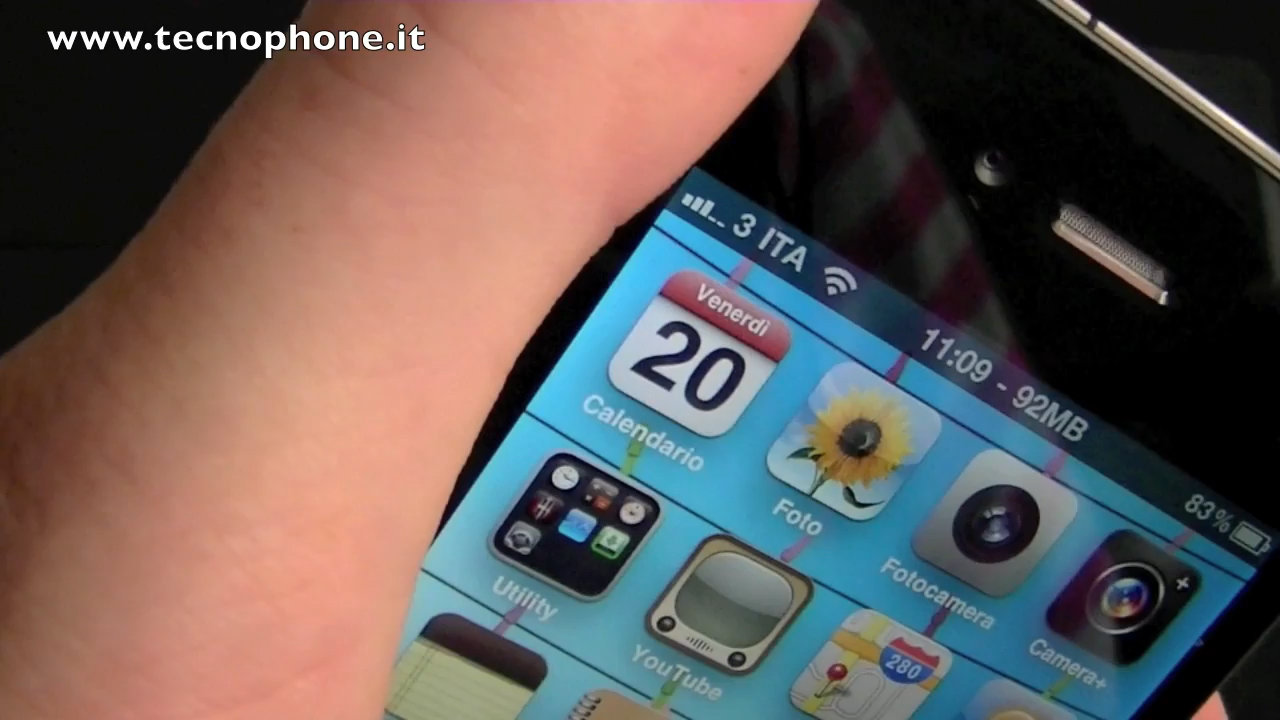 www.tecnophone.it
3 ITA
11:09 - 92MB
83%
Venerdì
20
Calendario
Foto
Fotocamera
Camera+
Utility
YouTube
280